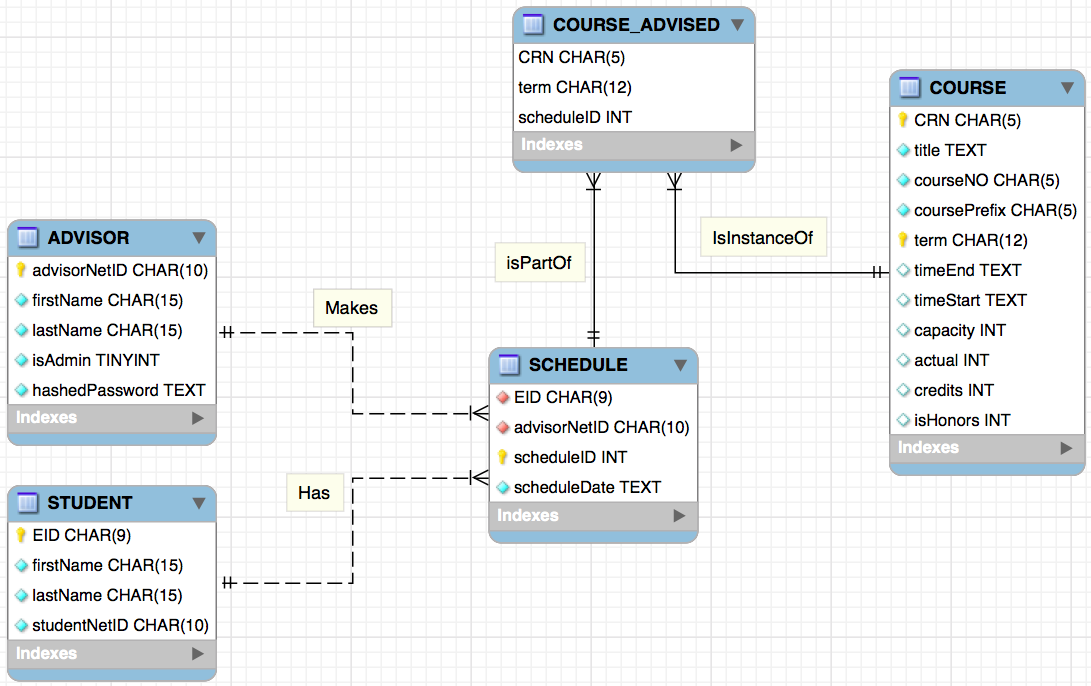 COURSE_ADVISED
CRN CHAR(5)
term CHAR(12)
scheduleID INT
Indexes
COURSE
CRN CHAR(5)
title TEXT
courseNO CHAR(5)
coursePrefix CHAR(5)
term CHAR(12)
timeEnd TEXT
timeStart TEXT
capacity INT
actual INT
credits INT
isHonors INT
Indexes
IsInstanceOf
isPartOf
ADVISOR
advisorNetID CHAR(10)
firstName CHAR(15)
lastName CHAR(15)
isAdmin TINYINT
hashedPassword TEXT
Indexes
Makes
SCHEDULE
EID CHAR(9)
advisorNetID CHAR(10)
scheduleID INT
scheduleDate TEXT
Indexes
Has
STUDENT
EID CHAR(9)
firstName CHAR(15)
lastName CHAR(15)
studentNetID CHAR(10)
Indexes